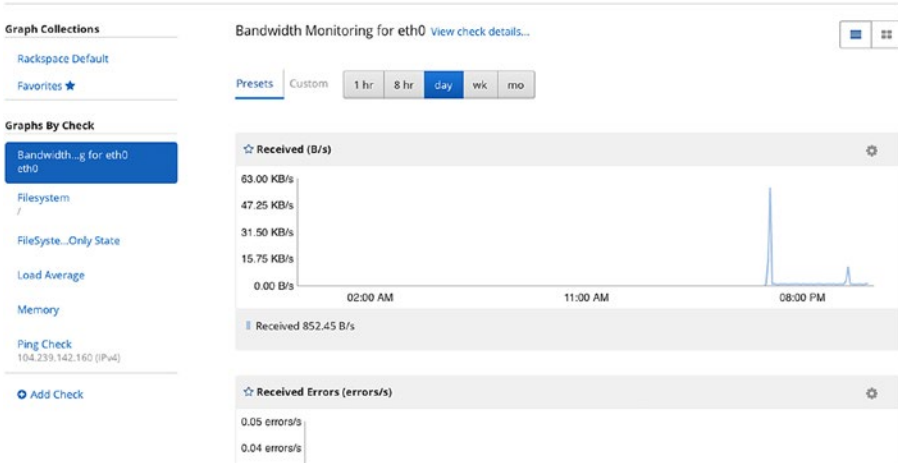 Graph Collections
Rackspace Default
Favorites
Graphs By Check
Bandwidth...g for eth0
eth0
Filesystem
/
FileSyste...Only State
Load Average
Memory
Ping Check
104.239.142.160 (IPv4)
Add Check
Bandwidth Monitoring for eth0 View check details...
Presets Custom 1 hr 8 hr day wk mo
Received (B/s)
63.00 KB/s
47.25 KB/s
31.50 KB/s
15.75 KB/s
0.00 B/s
02:00 AM 11:00 AM 08:00 PM
Received 852.45 B/s
Received Errors (errors/s)
0.05 errors/s
0.04 errors/s